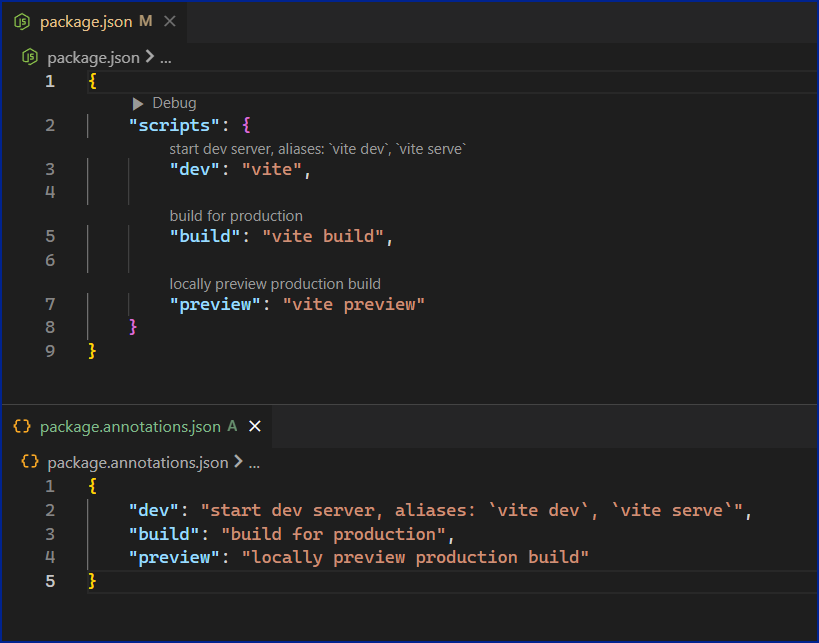 package.json M
package.json > ...
1 {
Debug
2 "scripts": {
start dev server, aliases: `vite dev`, `vite serve`
3 "dev": "vite",
4
build for production
5 "build": "vite build",
6
locally preview production build
7 "preview": "vite preview"
8 }
9 }
package.annotations.json A
package.annotations.json > ...
1 {
2 "dev": "start dev server, aliases: `vite dev`, `vite serve`",
3 "build": "build for production",
4 "preview": "locally preview production build"
5 }